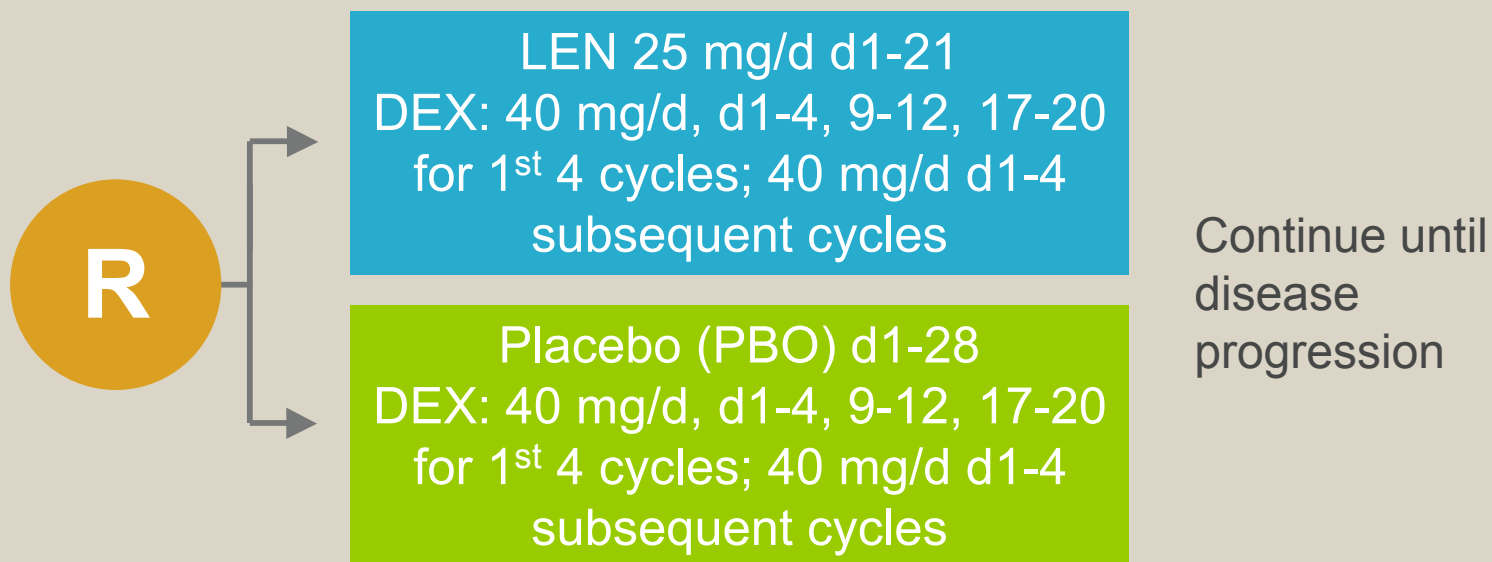 R
LEN 25 mg/d d1-21
DEX: 40 mg/d, d1-4, 9-12, 17-20
for 1st 4 cycles; 40 mg/d d1-4
subsequent cycles
Placebo (PBO) d1-28
DEX: 40 mg/d, d1-4, 9-12, 17-20
for 1st 4 cycles; 40 mg/d d1-4
subsequent cycles
Continue until
disease
progression